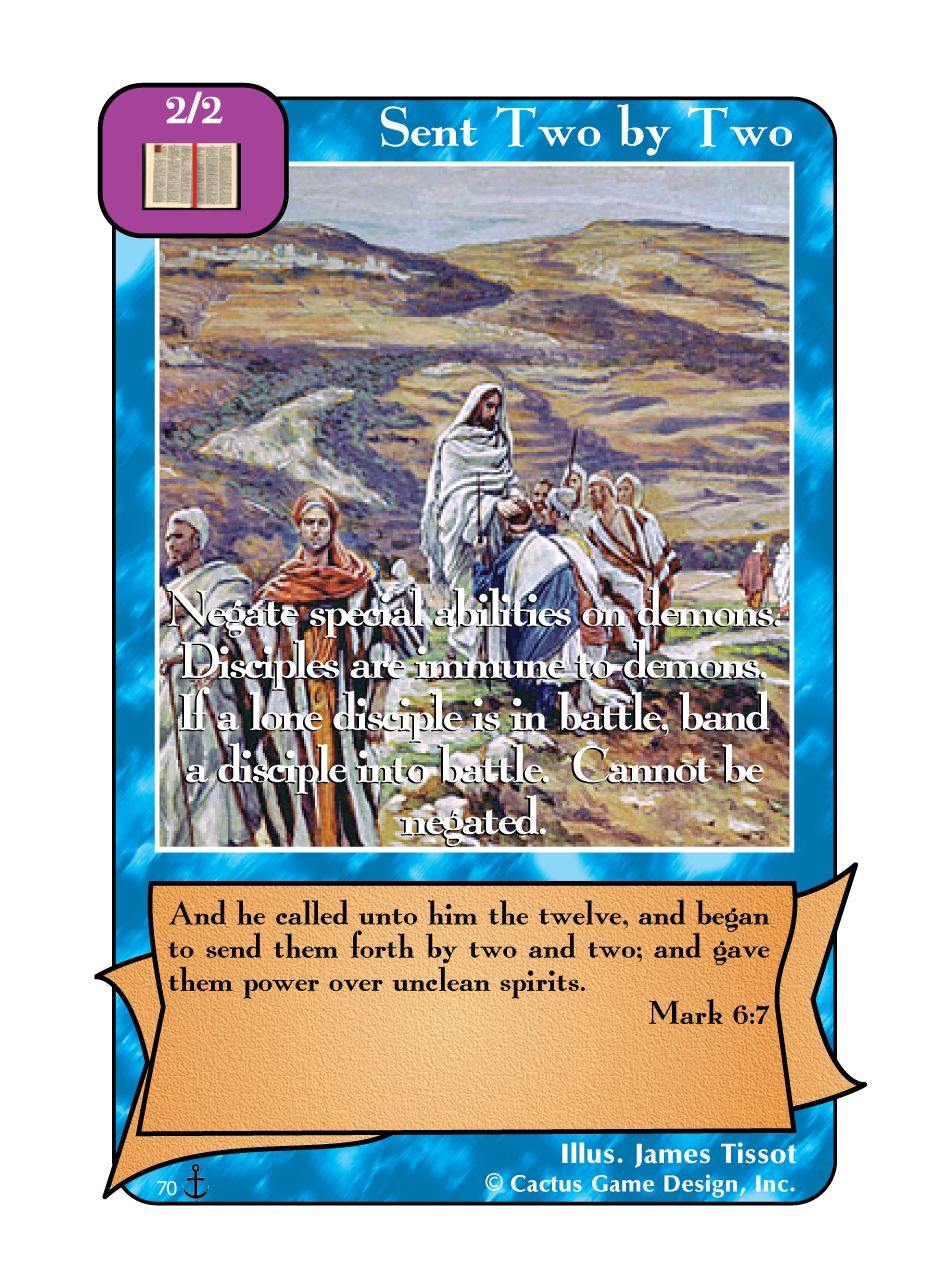 2/2
Sent Two by Two
Negate special abilities on demons.
Disciples are immune to demons.
If a lone disciple is in battle, band
a disciple into battle. Cannot be
negated.
And he called unto him the twelve, and began
to send them forth by two and two; and gave
them power over unclean spirits.
Mark 6:7
Illus. James Tissot
70
© Cactus Game Design, Inc.